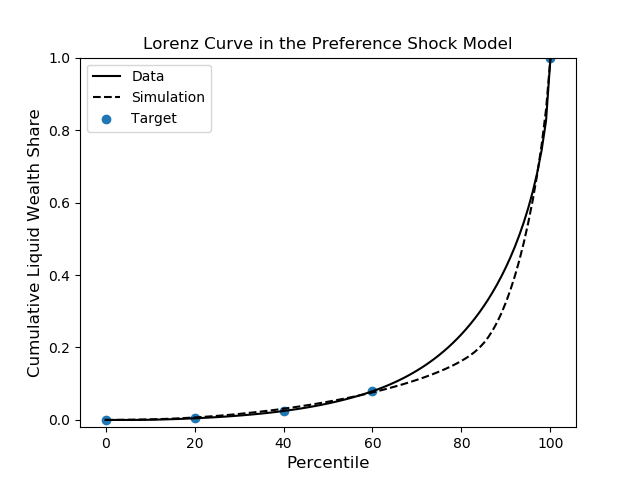 Lorenz Curve in the Preference Shock Model
Data
Simulation
Target
Cumulative Liquid Wealth Share
1.0
0.8
0.6
0.4
0.2
0.0
0 20 40 60 80 100
Percentile